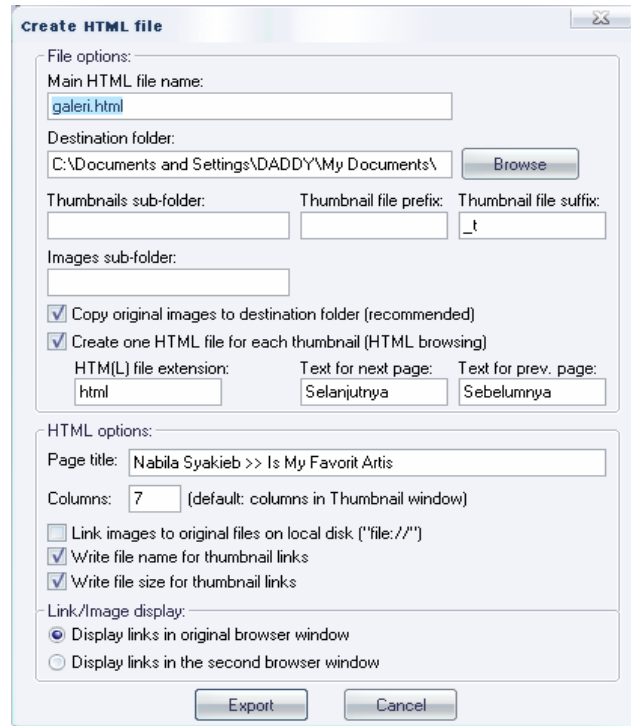 Create HTML file
File options:
Main HTML file name:
galeri.html
Destination folder:
C:\Documents and Settings\DADDY\My Documents\ Browse
Thumbnails sub-folder: Thumbnail file prefix: Thumbnail file suffix:
_t
Images sub-folder:
Copy original images to destination folder (recommended)
Create one HTML file for each thumbnail (HTML browsing)
HTM(L) file extension: Text for next page: Text for prev. page:
html Selanjutnya Sebelumnya
HTML options:
Page title: Nabila Syakieb >> Is My Favorit Artis
Columns: 7 (default: columns in Thumbnail window)
Link images to original files on local disk ("file://")
Write file name for thumbnail links
Write file size for thumbnail links
Link/Image display:
Display links in original browser window
Display links in the second browser window
Export Cancel